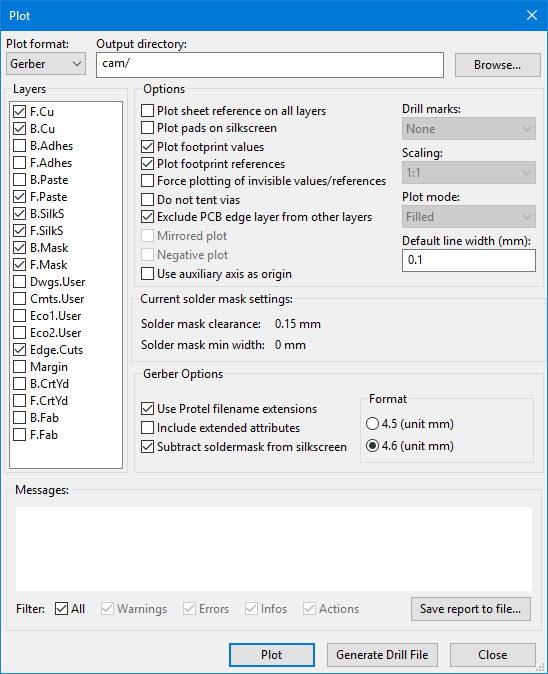 Plot
Plot format:
Output directory:
Gerber
cam/
Browse...
Layers
F.Cu
B.Cu
B.Adhes
F.Adhes
B.Paste
F.Paste
B.SilkS
F.SilkS
B.Mask
F.Mask
Dwgs.User
Cmts.User
Eco1.User
Eco2.User
Edge.Cuts
Margin
B.CrtYd
F.CrtYd
B.Fab
F.Fab
Options
Plot sheet reference on all layers
Plot pads on silkscreen
Plot footprint values
Plot footprint references
Force plotting of invisible values/references
Do not tent vias
Exclude PCB edge layer from other layers
Mirrored plot
Negative plot
Use auxiliary axis as origin
Drill marks:
None
Scaling:
1:1
Plot mode:
Filled
Default line width (mm):
0.1
Current solder mask settings:
Solder mask clearance: 0.15 mm
Solder mask min width: 0 mm
Gerber Options
Use Protel filename extensions
Include extended attributes
Subtract soldermask from silkscreen
Format
4.5 (unit mm)
4.6 (unit mm)
Messages:
Filter: All Warnings Errors Infos Actions
Save report to file...
Plot
Generate Drill File
Close